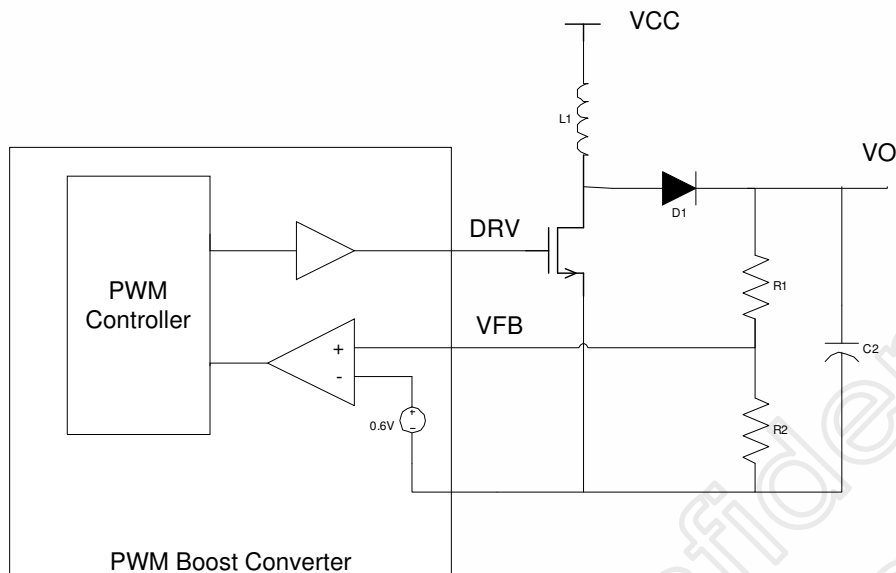 VCC
L1
VO
D1
DRV
PWM
Controller
R1
VFB
+
-
C2
+
-
0.6V
R2
PWM Boost Converter